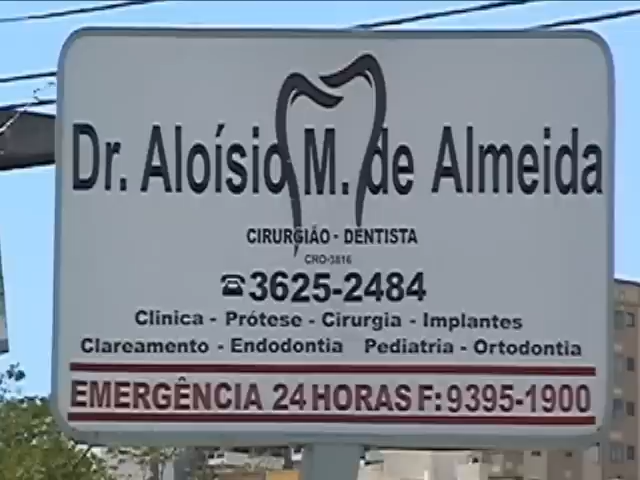 Dr. Aloísio M. de Almeida
CIRURGIÃO - DENTISTA
CRO-3816
☎3625-2484
Clinica - Prótese - Cirurgia - Implantes
Clareamento - Endodontia Pediatria - Ortodontia
EMERGÊNCIA 24 HORAS F: 9395-1900